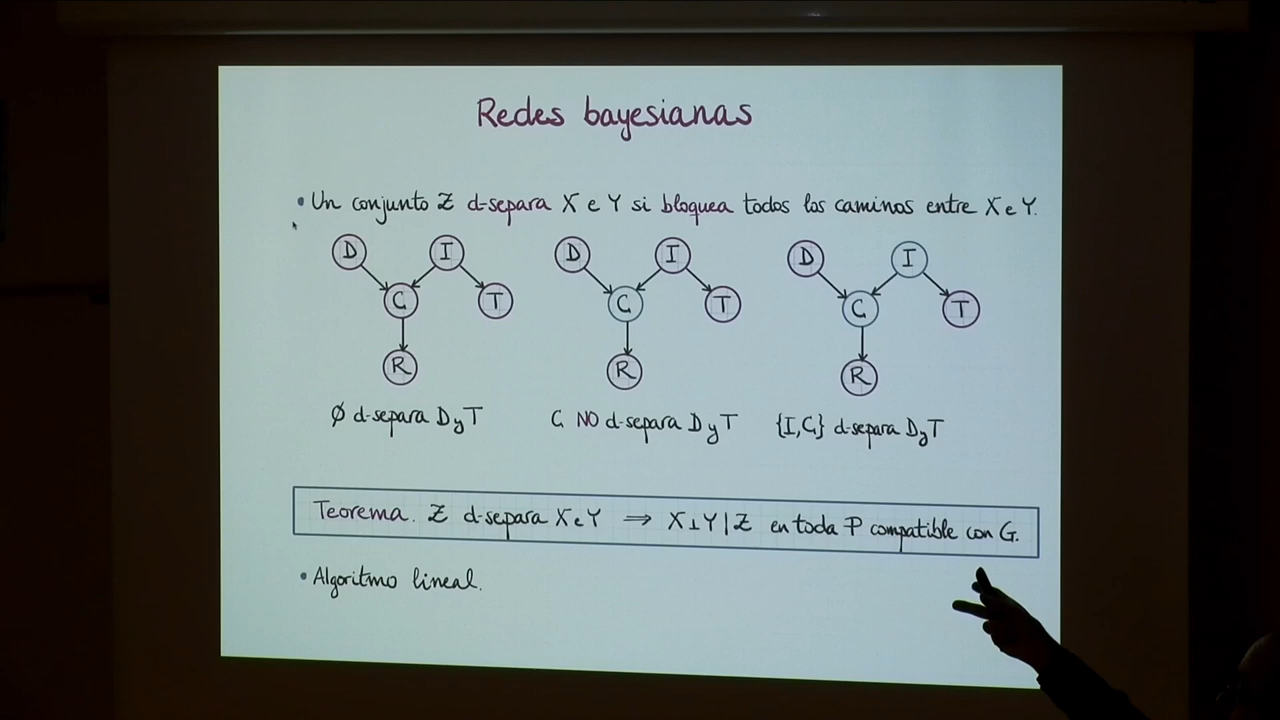 Redes bayesianas
• Un conjunto Z d-separa X e Y si bloquea todos los caminos entre X e Y.
D I C T R
D I C T R
D I C T R
∅ d-separa D y T
C NO d-separa D y T
{I,C} d-separa D y T
Teorema. Z d-separa X e Y ⟹ X⊥Y|Z en toda P compatible con G.
• Algoritmo lineal.